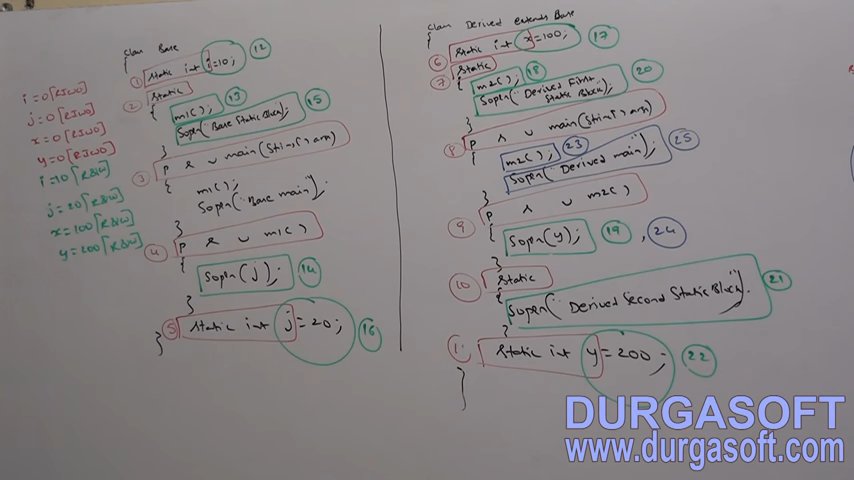 class Base
{
① static int i=10; ⑫
② static
{
m1(); ⑬
Sopln("Base Static Block"); ⑮
}
③ p s v main(String[] args)
{
m1();
Sopln("Base main");
}
④ p s v m1()
{
Sopln(j); ⑭
}
⑤ static int j=20; ⑯
}
i=0[RIWO]
j=0[RIWO]
x=0[RIWO]
y=0[RIWO]
i=10[R&W]
j=20[R&W]
x=100[R&W]
y=200[R&W]
class Derived extends Base
{
⑥ static int x=100; ⑰
⑦ static
{
m2(); ⑱
Sopln("Derived First
Static Block"); ⑳
}
⑧ p s v main(String[] args)
{
m2(); ㉓
Sopln("Derived main"); ㉕
}
⑨ p s v m2()
{
Sopln(y); ⑲, ㉔
}
⑩ static
{
Sopln("Derived Second Static Block"); ㉑
}
static int y=200; ㉒
}
DURGASOFT
www.durgasoft.com